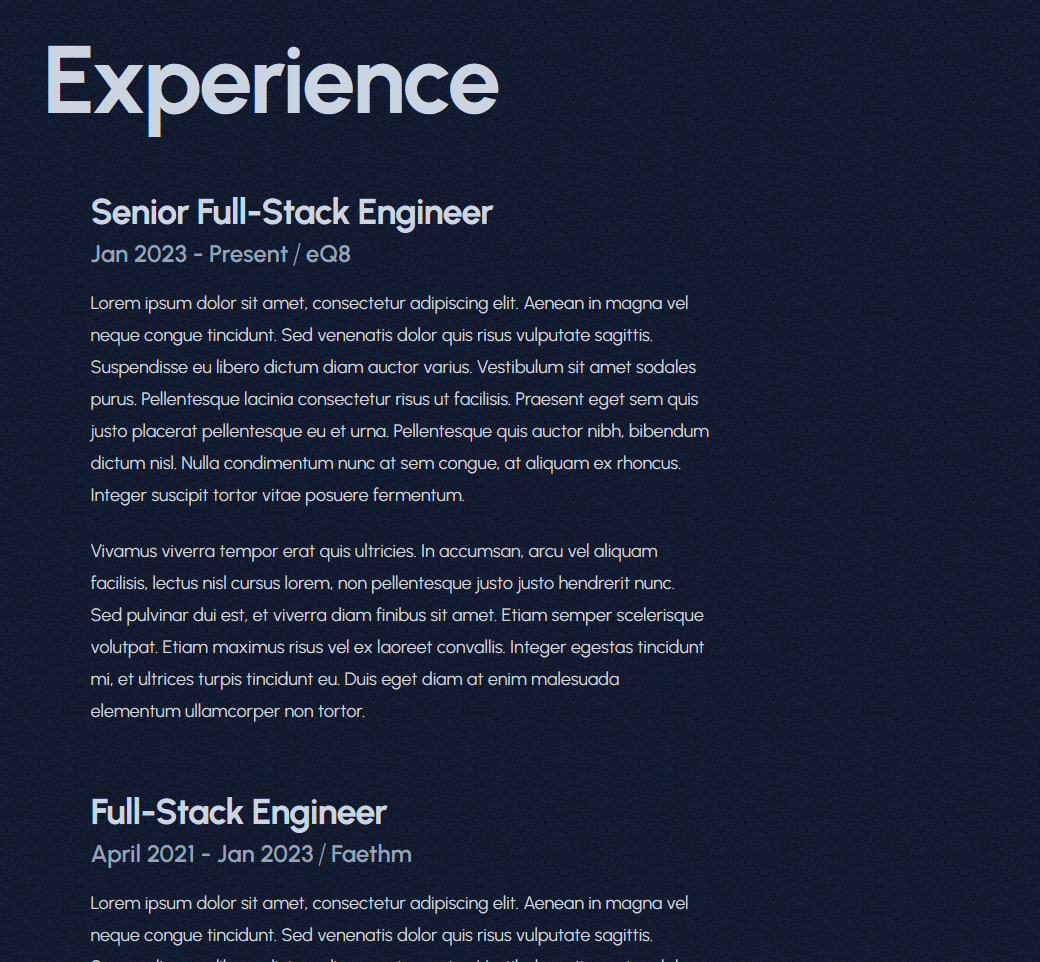 Experience
Senior Full-Stack Engineer
Jan 2023 - Present / eQ8
Lorem ipsum dolor sit amet, consectetur adipiscing elit. Aenean in magna vel
neque congue tincidunt. Sed venenatis dolor quis risus vulputate sagittis.
Suspendisse eu libero dictum diam auctor varius. Vestibulum sit amet sodales
purus. Pellentesque lacinia consectetur risus ut facilisis. Praesent eget sem quis
justo placerat pellentesque eu et urna. Pellentesque quis auctor nibh, bibendum
dictum nisl. Nulla condimentum nunc at sem congue, at aliquam ex rhoncus.
Integer suscipit tortor vitae posuere fermentum.
Vivamus viverra tempor erat quis ultricies. In accumsan, arcu vel aliquam
facilisis, lectus nisl cursus lorem, non pellentesque justo justo hendrerit nunc.
Sed pulvinar dui est, et viverra diam finibus sit amet. Etiam semper scelerisque
volutpat. Etiam maximus risus vel ex laoreet convallis. Integer egestas tincidunt
mi, et ultrices turpis tincidunt eu. Duis eget diam at enim malesuada
elementum ullamcorper non tortor.
Full-Stack Engineer
April 2021 - Jan 2023 / Faethm
Lorem ipsum dolor sit amet, consectetur adipiscing elit. Aenean in magna vel
neque congue tincidunt. Sed venenatis dolor quis risus vulputate sagittis.